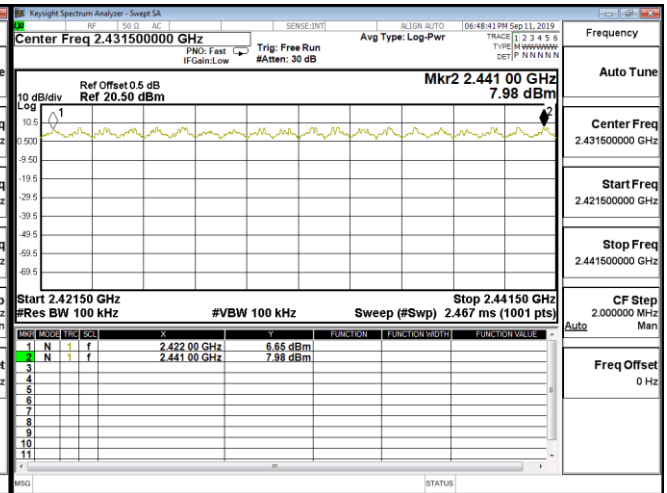 Keysight Spectrum Analyzer - Swept SA
RF 50 Ω AC SENSE:INT ALIGN AUTO 06:48:41 PM Sep 11, 2019
Center Freq 2.431500000 GHz
PNO: Fast
IFGain:Low
Trig: Free Run
#Atten: 30 dB
Avg Type: Log-Pwr
TRACE 1 2 3 4 5 6
TYPE M WWWWW
DET P NNNNN
Ref Offset 0.5 dB
10 dB/div Ref 20.50 dBm
Log
Mkr2 2.441 00 GHz
7.98 dBm
1
2
10.5
0.500
-9.50
-19.5
-29.5
-39.5
-49.5
-59.5
-69.5
Start 2.42150 GHz Stop 2.44150 GHz
#Res BW 100 kHz #VBW 100 kHz Sweep (#Swp) 2.467 ms (1001 pts)
MKR MODE TRC SCL X Y FUNCTION FUNCTION WIDTH FUNCTION VALUE
1 N 1 f 2.422 00 GHz 6.65 dBm
2 N 1 f 2.441 00 GHz 7.98 dBm
3
4
5
6
7
8
9
10
11
MSG STATUS
Frequency
Auto Tune
Center Freq
2.431500000 GHz
Start Freq
2.421500000 GHz
Stop Freq
2.441500000 GHz
CF Step
2.000000 MHz
Auto Man
Freq Offset
0 Hz